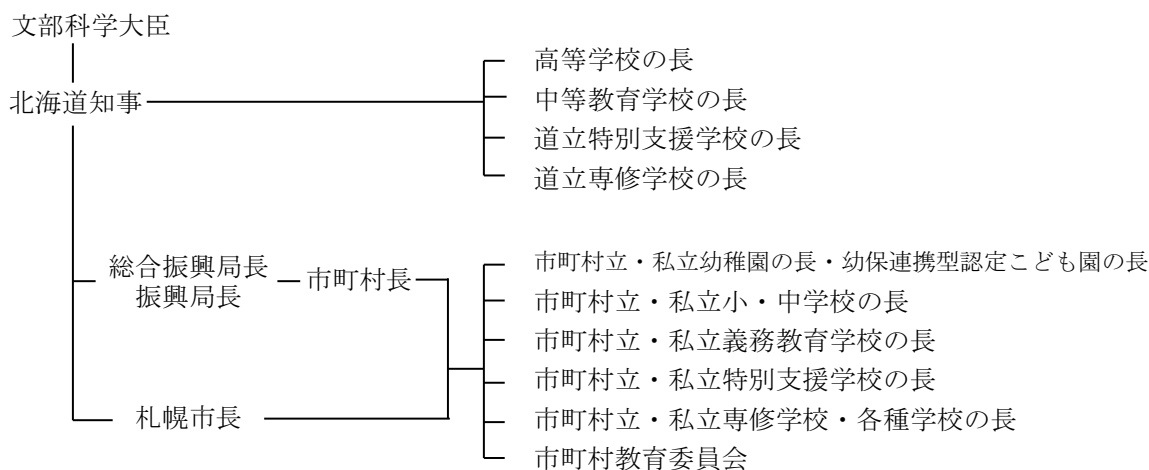 文部科学大臣
北海道知事
高等学校の長
中等教育学校の長
道立特別支援学校の長
道立専修学校の長
総合振興局長
振興局長
市町村長
札幌市長
市町村立・私立幼稚園の長・幼保連携型認定こども園の長
市町村立・私立小・中学校の長
市町村立・私立義務教育学校の長
市町村立・私立特別支援学校の長
市町村立・私立専修学校・各種学校の長
市町村教育委員会